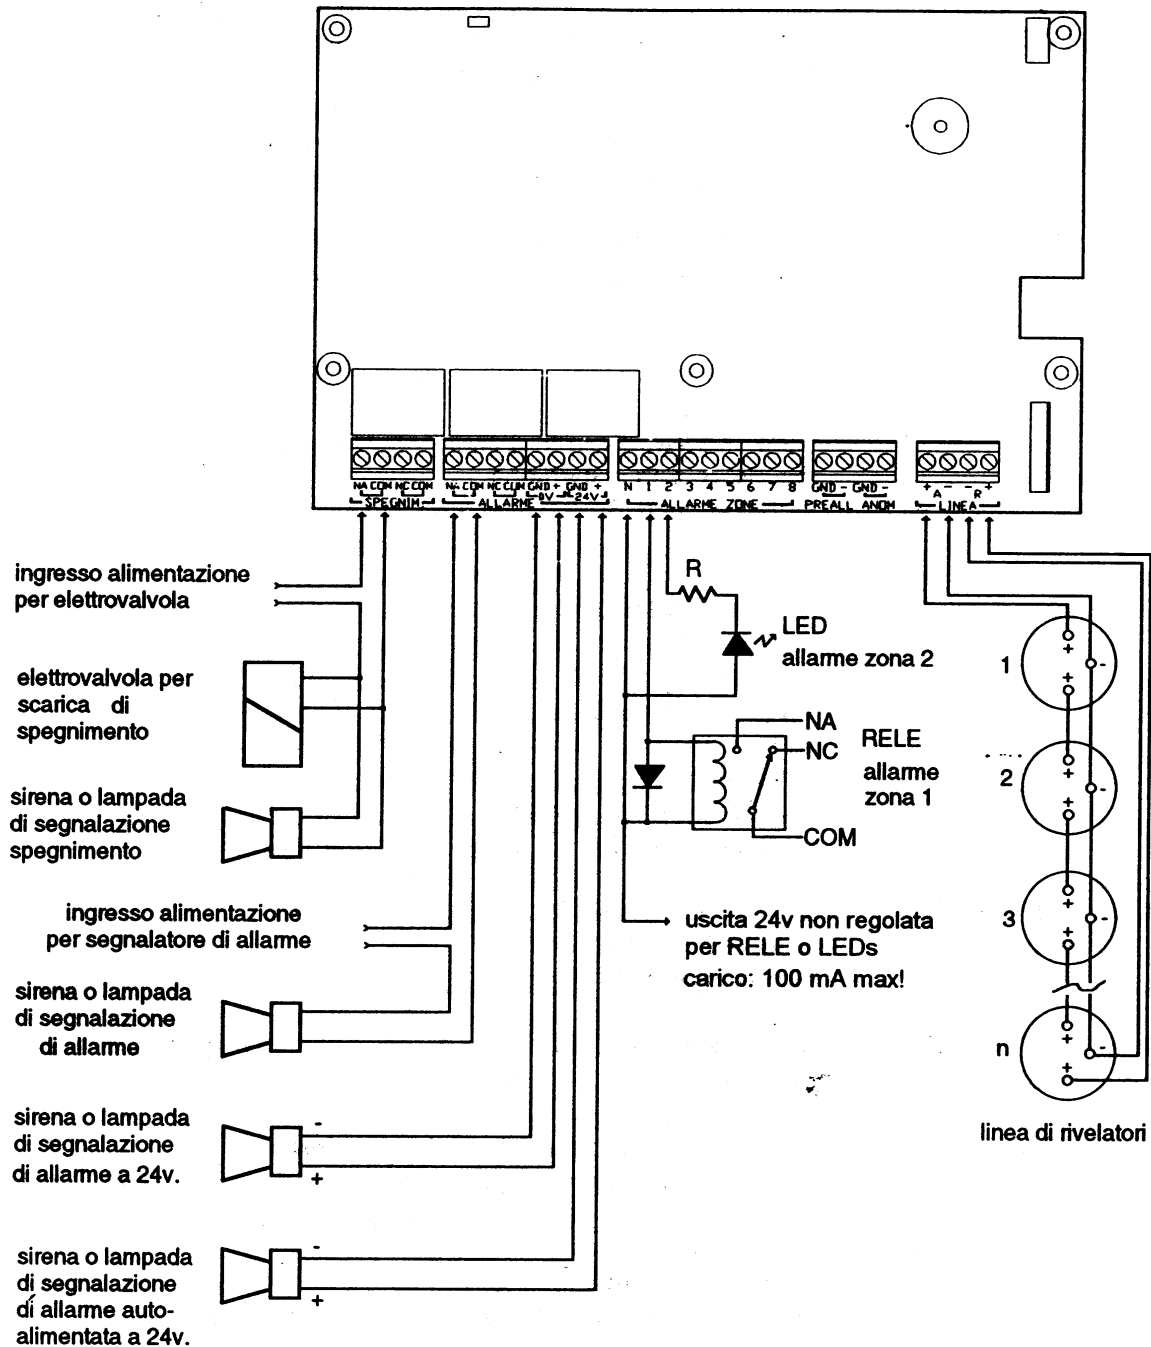 NA COM NC COM
SPEGNIM.
NA COM NC COM GND + GND +
ALLARME 0V 24V
N 1 2 3 4 5 6 7 8
ALLARME ZONE
GND - GND -
PREALL ANOM
+ - - +
A R
LINEA
ingresso alimentazione
per elettrovalvola
elettrovalvola per
scarica di
spegnimento
sirena o lampada
di segnalazione
spegnimento
ingresso alimentazione
per segnalatore di allarme
sirena o lampada
di segnalazione
di allarme
sirena o lampada
di segnalazione
di allarme a 24v.
-
+
sirena o lampada
di segnalazione
di allarme auto-
alimentata a 24v.
-
+
R
LED
allarme zona 2
NA
NC
COM
RELE
allarme
zona 1
uscita 24v non regolata
per RELE o LEDs
carico: 100 mA max!
1
+
+
-
2
+
+
-
3
+
+
-
n
+
+
-
linea di rivelatori